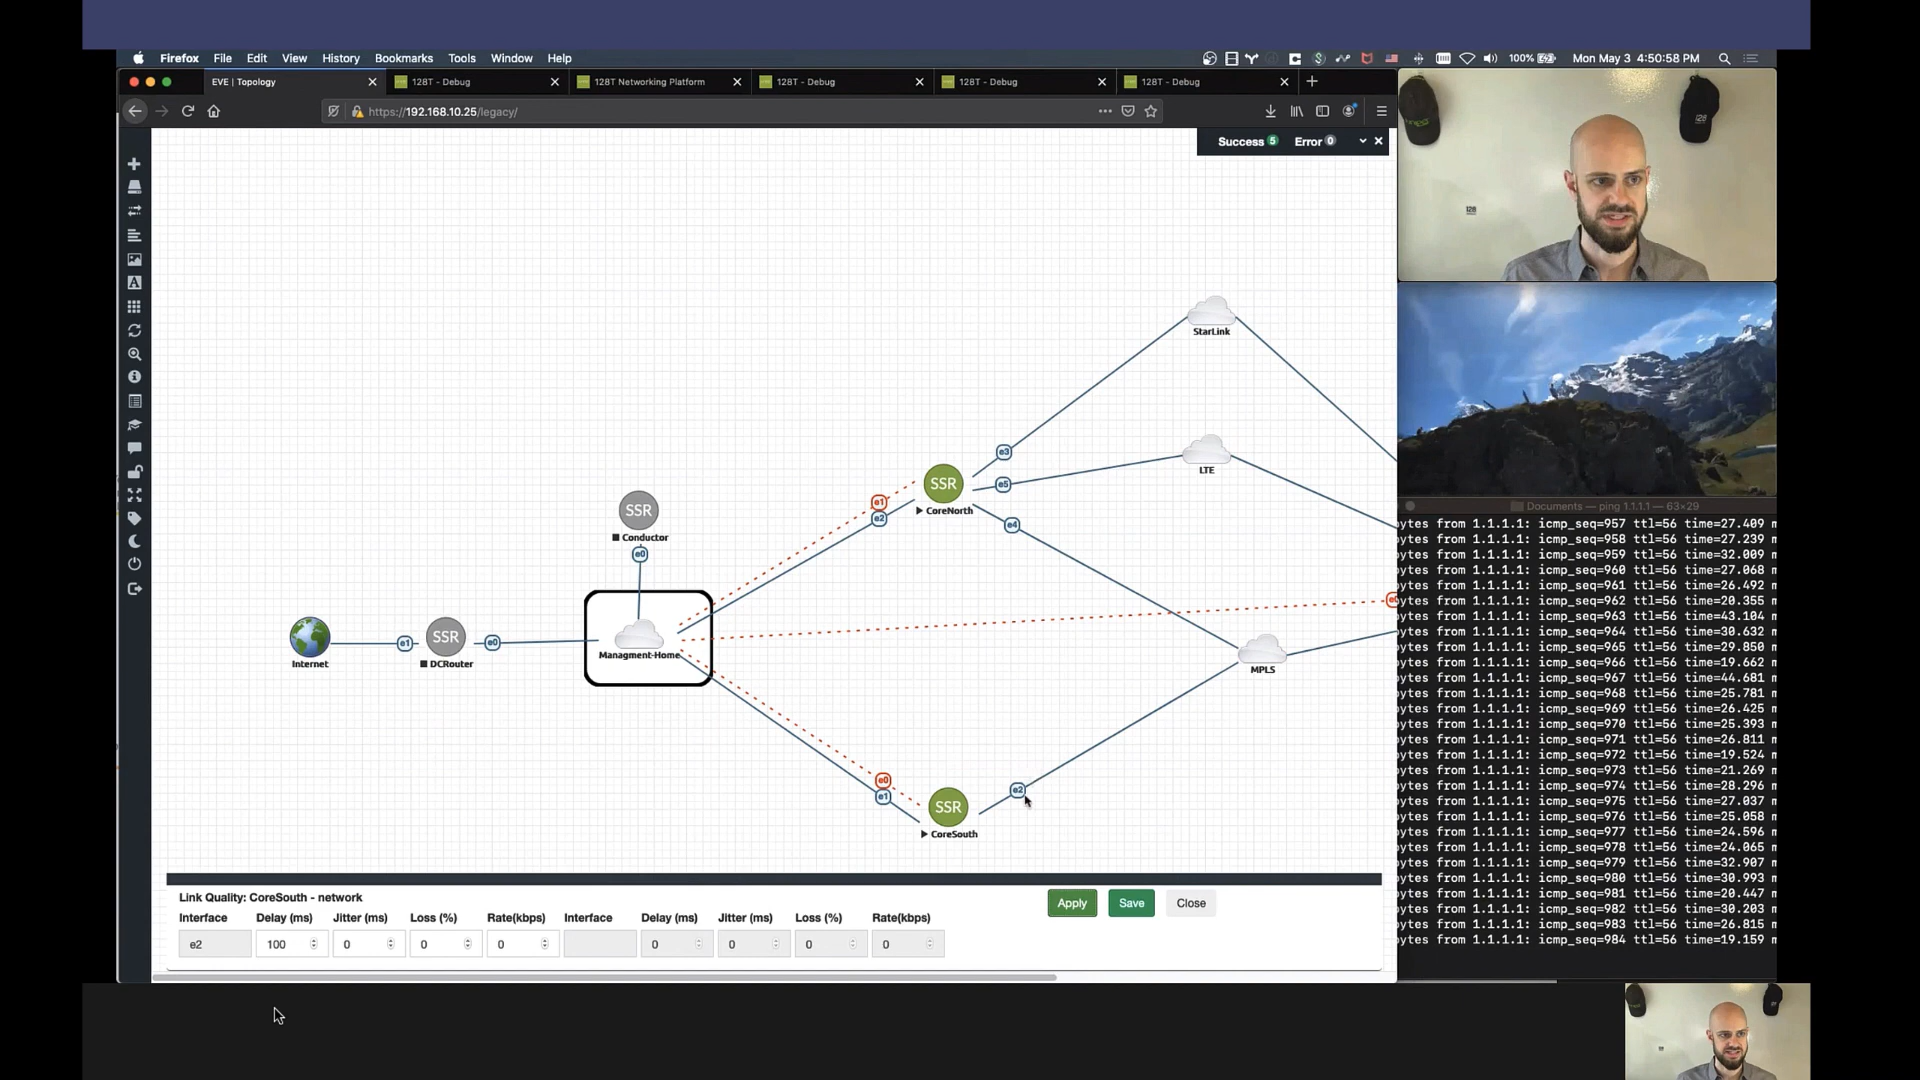 Firefox File Edit View History Bookmarks Tools Window Help 100% Mon May 3 4:50:58 PM
EVE | Topology 128T - Debug 128T Networking Platform 128T - Debug 128T - Debug 128T - Debug
https://192.168.10.25/legacy/
Success 5 Error 0
StarLink
e3
LTE
e5
SSR
CoreNorth
e1
e2
e4
SSR
Conductor
e0
Internet
e1
SSR
DCRouter
e0
Managment-Home
MPLS
e0
e1
SSR
CoreSouth
e2
Link Quality: CoreSouth - network
Apply Save Close
Interface Delay (ms) Jitter (ms) Loss (%) Rate(kbps) Interface Delay (ms) Jitter (ms) Loss (%) Rate(kbps)
e2 100 0 0 0 0 0 0 0
128
Documents — ping 1.1.1.1 — 63×29
ytes from 1.1.1.1: icmp_seq=957 ttl=56 time=27.409 m
ytes from 1.1.1.1: icmp_seq=958 ttl=56 time=27.239 m
ytes from 1.1.1.1: icmp_seq=959 ttl=56 time=32.009 m
ytes from 1.1.1.1: icmp_seq=960 ttl=56 time=27.068 m
ytes from 1.1.1.1: icmp_seq=961 ttl=56 time=26.492 m
ytes from 1.1.1.1: icmp_seq=962 ttl=56 time=20.355 m
ytes from 1.1.1.1: icmp_seq=963 ttl=56 time=43.104 m
ytes from 1.1.1.1: icmp_seq=964 ttl=56 time=30.632 m
ytes from 1.1.1.1: icmp_seq=965 ttl=56 time=29.850 m
ytes from 1.1.1.1: icmp_seq=966 ttl=56 time=19.662 m
ytes from 1.1.1.1: icmp_seq=967 ttl=56 time=44.681 m
ytes from 1.1.1.1: icmp_seq=968 ttl=56 time=25.781 m
ytes from 1.1.1.1: icmp_seq=969 ttl=56 time=26.425 m
ytes from 1.1.1.1: icmp_seq=970 ttl=56 time=25.393 m
ytes from 1.1.1.1: icmp_seq=971 ttl=56 time=26.811 m
ytes from 1.1.1.1: icmp_seq=972 ttl=56 time=19.524 m
ytes from 1.1.1.1: icmp_seq=973 ttl=56 time=21.269 m
ytes from 1.1.1.1: icmp_seq=974 ttl=56 time=28.296 m
ytes from 1.1.1.1: icmp_seq=975 ttl=56 time=27.037 m
ytes from 1.1.1.1: icmp_seq=976 ttl=56 time=25.058 m
ytes from 1.1.1.1: icmp_seq=977 ttl=56 time=24.596 m
ytes from 1.1.1.1: icmp_seq=978 ttl=56 time=24.065 m
ytes from 1.1.1.1: icmp_seq=979 ttl=56 time=32.907 m
ytes from 1.1.1.1: icmp_seq=980 ttl=56 time=30.993 m
ytes from 1.1.1.1: icmp_seq=981 ttl=56 time=20.447 m
ytes from 1.1.1.1: icmp_seq=982 ttl=56 time=30.203 m
ytes from 1.1.1.1: icmp_seq=983 ttl=56 time=26.815 m
ytes from 1.1.1.1: icmp_seq=984 ttl=56 time=19.159 m